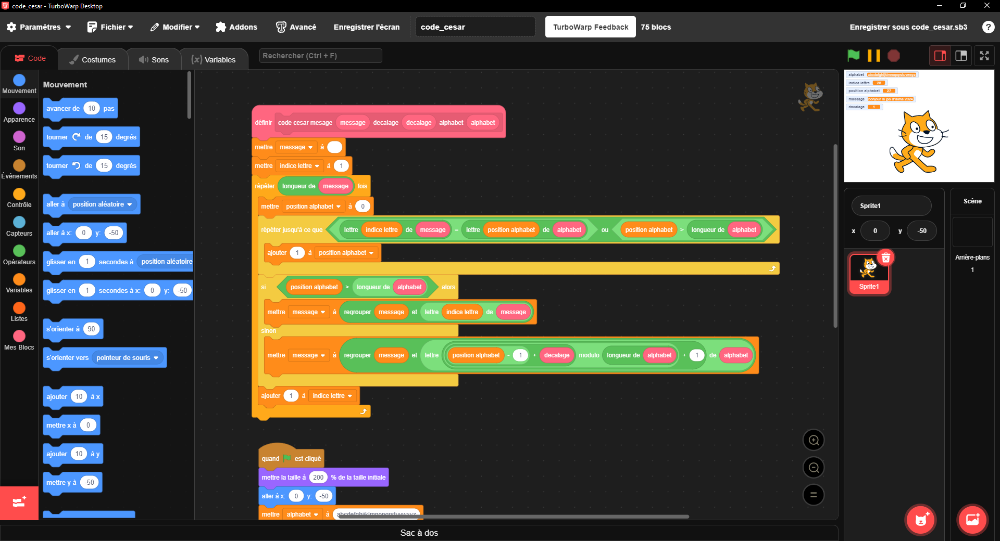 code_cesar - TurboWarp Desktop
Paramètres Fichier Modifier Addons Avancé Enregistrer l'écran code_cesar TurboWarp Feedback 75 blocs Enregistrer sous code_cesar.sb3 ?
Code Costumes Sons (x) Variables Rechercher (Ctrl + F)
Mouvement
Apparence
Son
Événements
Contrôle
Capteurs
Opérateurs
Variables
Listes
Mes Blocs
Mouvement
avancer de 10 pas
tourner de 15 degrés
tourner de 15 degrés
aller à position aléatoire
aller à x: 0 y: -50
glisser en 1 secondes à position aléatoire
glisser en 1 secondes à x: 0 y: -50
s'orienter à 90
s'orienter vers pointeur de souris
ajouter 10 à x
mettre x à 0
ajouter 10 à y
mettre y à -50
définir code cesar mesage message decalage decalage alphabet alphabet
mettre message à
mettre indice lettre à 1
répéter longueur de message fois
mettre position alphabet à 0
répéter jusqu'à ce que lettre indice lettre de message = lettre position alphabet de alphabet ou position alphabet > longueur de alphabet
ajouter 1 à position alphabet
si position alphabet > longueur de alphabet alors
mettre message à regrouper message et lettre indice lettre de message
sinon
mettre message à regrouper message et lettre position alphabet - 1 + decalage modulo longueur de alphabet + 1 de alphabet
ajouter 1 à indice lettre
quand est cliqué
mettre la taille à 200 % de la taille initiale
aller à x: 0 y: -50
mettre alphabet à abcdefghijklmnopqrstuvwxyz
alphabet abcdefghijklmnopqrstuvwxyz
indice lettre 28
position alphabet 27
message bonjour la jpo d'isima 2024
decalage 1
Sprite1
x 0 y -50
Sprite1
Scène
Arrière-plans
1
Sac à dos